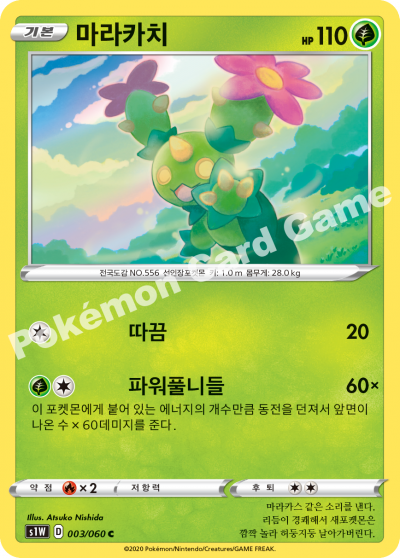 기본 마라카치 HP 110
전국도감 NO.556 선인장포켓몬 키: 1.0 m 몸무게: 28.0 kg
따끔 20
파워풀니들 60×
이 포켓몬에게 붙어 있는 에너지의 개수만큼 동전을 던져서 앞면이
나온 수 × 60데미지를 준다.
약점 × 2 저항력 후퇴
Illus. Atsuko Nishida
s1W D 003/060 C
마라카스 같은 소리를 낸다.
리듬이 경쾌해서 새포켓몬은
깜짝 놀라 허둥지둥 날아가버린다.
©2020 Pokémon/Nintendo/Creatures/GAME FREAK.
Pokémon Card Game